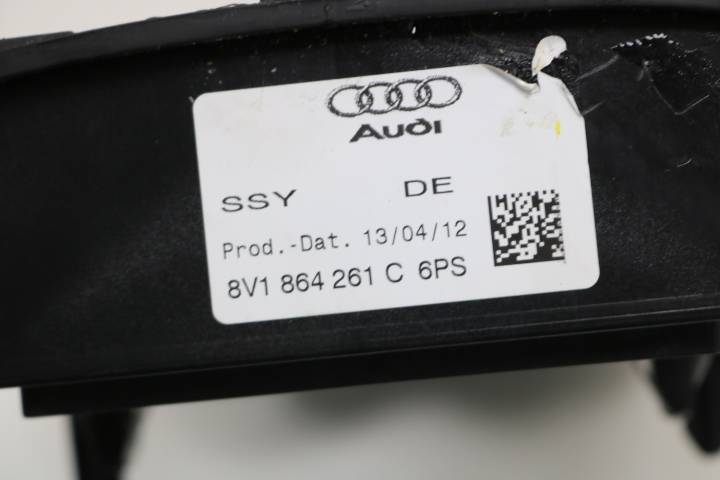 Audi
SSY DE
Prod.-Dat. 13/04/12
8V1 864 261 C 6PS